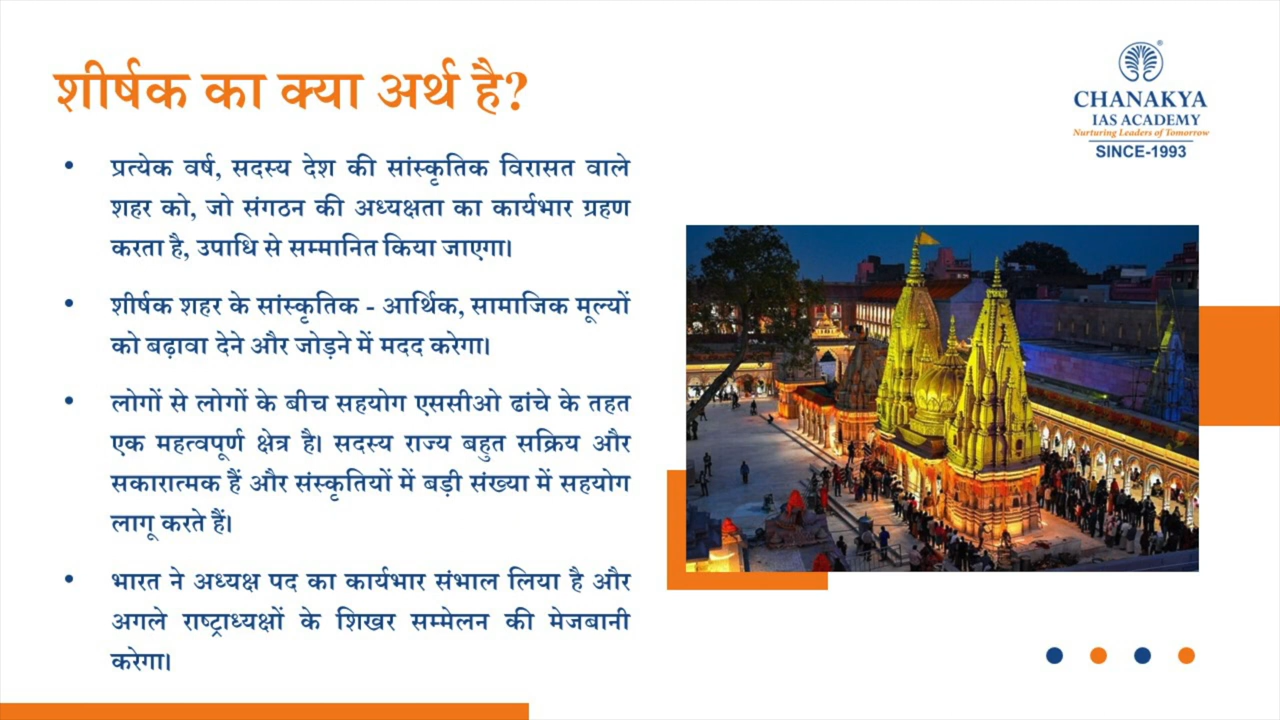 शीर्षक का क्या अर्थ है?
• प्रत्येक वर्ष, सदस्य देश की सांस्कृतिक विरासत वाले
शहर को, जो संगठन की अध्यक्षता का कार्यभार ग्रहण
करता है, उपाधि से सम्मानित किया जाएगा।
• शीर्षक शहर के सांस्कृतिक - आर्थिक, सामाजिक मूल्यों
को बढ़ावा देने और जोड़ने में मदद करेगा।
• लोगों से लोगों के बीच सहयोग एससीओ ढांचे के तहत
एक महत्वपूर्ण क्षेत्र है। सदस्य राज्य बहुत सक्रिय और
सकारात्मक हैं और संस्कृतियों में बड़ी संख्या में सहयोग
लागू करते हैं।
• भारत ने अध्यक्ष पद का कार्यभार संभाल लिया है और
अगले राष्ट्राध्यक्षों के शिखर सम्मेलन की मेजबानी
करेगा।
®
CHANAKYA
IAS ACADEMY
Nurturing Leaders of Tomorrow
SINCE-1993